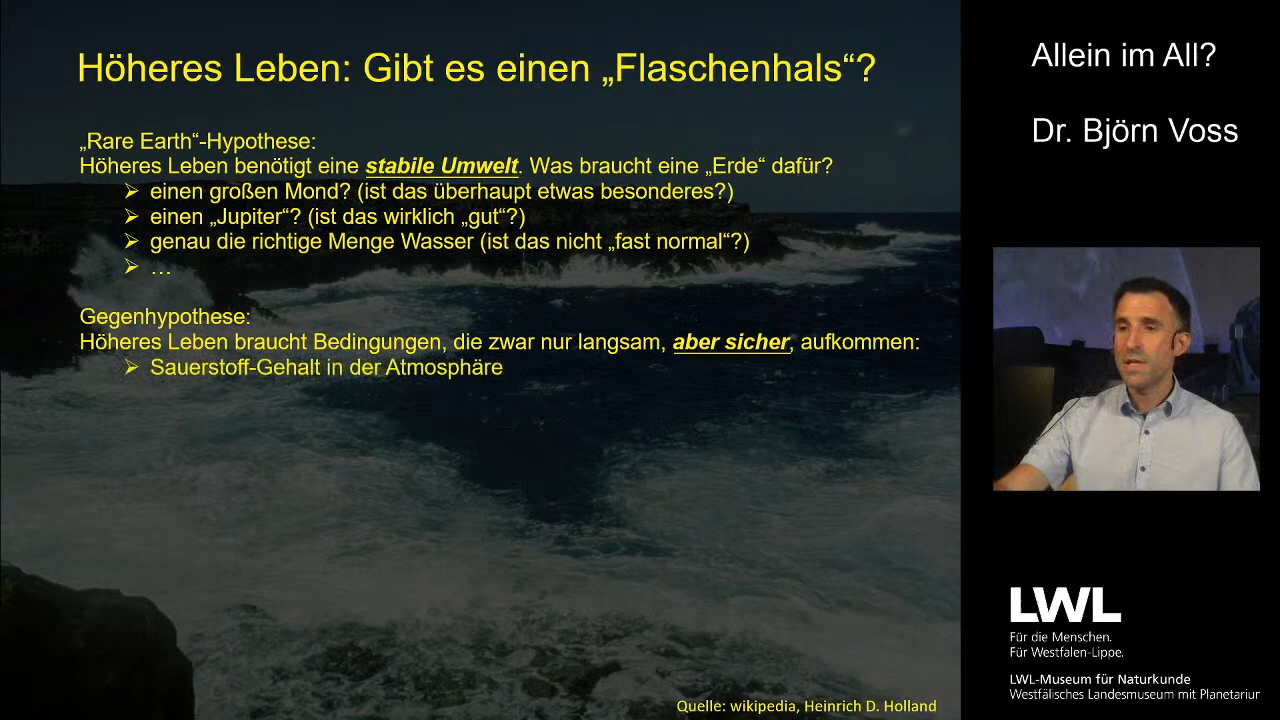 Höheres Leben: Gibt es einen „Flaschenhals“?
„Rare Earth“-Hypothese:
Höheres Leben benötigt eine stabile Umwelt. Was braucht eine „Erde“ dafür?
➢ einen großen Mond? (ist das überhaupt etwas besonderes?)
➢ einen „Jupiter“? (ist das wirklich „gut“?)
➢ genau die richtige Menge Wasser (ist das nicht „fast normal“?)
➢ …
Gegenhypothese:
Höheres Leben braucht Bedingungen, die zwar nur langsam, aber sicher, aufkommen:
➢ Sauerstoff-Gehalt in der Atmosphäre
Quelle: wikipedia, Heinrich D. Holland
Allein im All?
Dr. Björn Voss
LWL
Für die Menschen.
Für Westfalen-Lippe.
LWL-Museum für Naturkunde
Westfälisches Landesmuseum mit Planetariur